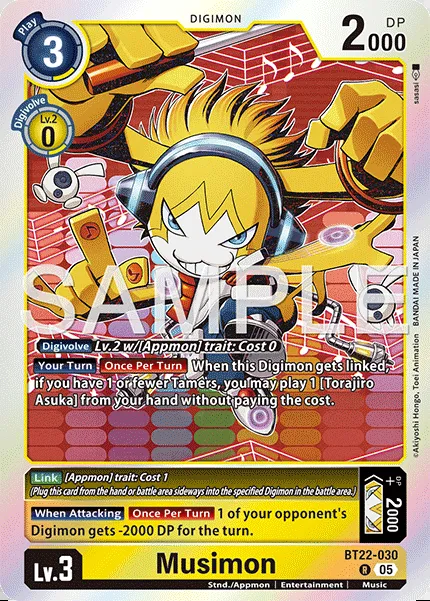 DIGIMON
Play
3
DP
2000
Digivolve
Lv.2
0
sasasi
SAMPLE
©Akiyoshi Hongo, Toei Animation BANDAI MADE IN JAPAN
Digivolve Lv.2 w/[Appmon] trait: Cost 0
Your Turn Once Per Turn When this Digimon gets linked,
if you have 1 or fewer Tamers, you may play 1 [Torajiro
Asuka] from your hand without paying the cost.
Link [Appmon] trait: Cost 1
(Plug this card from the hand or battle area sideways into the specified Digimon in the battle area.)
When Attacking Once Per Turn 1 of your opponent's
Digimon gets -2000 DP for the turn.
DP
+2000
Lv.3
Musimon
BT22-030
R 05
Stnd./Appmon | Entertainment | Music